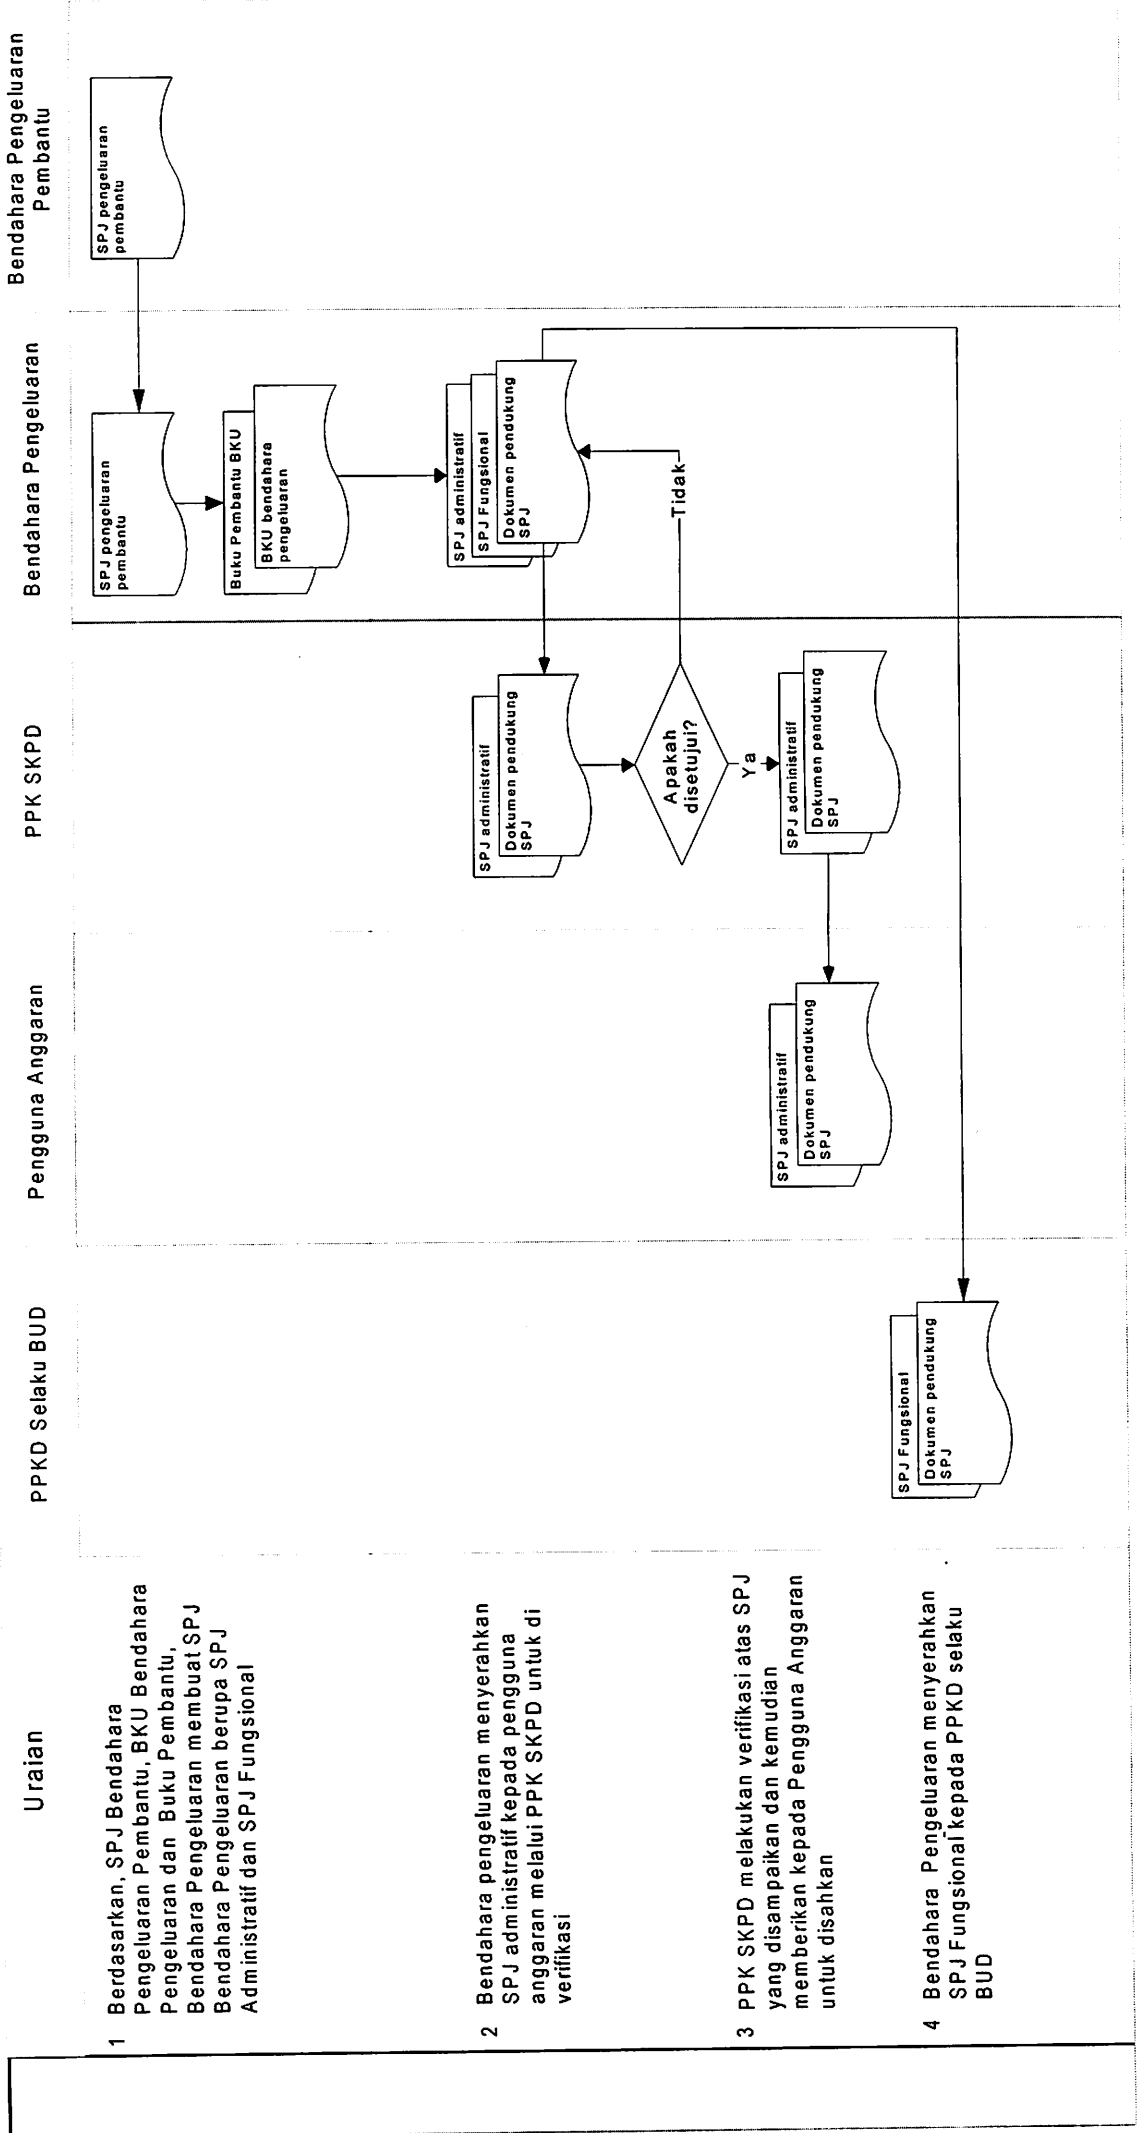 Uraian
PPKD Selaku BUD
Pengguna Anggaran
PPK SKPD
Bendahara Pengeluaran
Bendahara Pengeluaran
Pembantu
1 Berdasarkan, SPJ Bendahara
Pengeluaran Pembantu, BKU Bendahara
Pengeluaran dan Buku Pembantu,
Bendahara Pengeluaran membuat SPJ
Bendahara Pengeluaran berupa SPJ
Administratif dan SPJ Fungsional
SPJ pengeluaran
pembantu
SPJ pengeluaran
pembantu
Buku Pembantu BKU
BKU bendahara
pengeluaran
2 Bendahara pengeluaran menyerahkan
SPJ administratif kepada pengguna
anggaran melalui PPK SKPD untuk di
verifikasi
SPJ administratif
Dokumen pendukung
SPJ
SPJ administratif
SPJ Fungsional
Dokumen pendukung
SPJ
Apakah
disetujui?
Tidak
Ya
3 PPK SKPD melakukan verifikasi atas SPJ
yang disampaikan dan kemudian
memberikan kepada Pengguna Anggaran
untuk disahkan
SPJ administratif
Dokumen pendukung
SPJ
SPJ administratif
Dokumen pendukung
SPJ
4 Bendahara Pengeluaran menyerahkan
SPJ Fungsional kepada PPKD selaku
BUD
SPJ Fungsional
Dokumen pendukung
SPJ